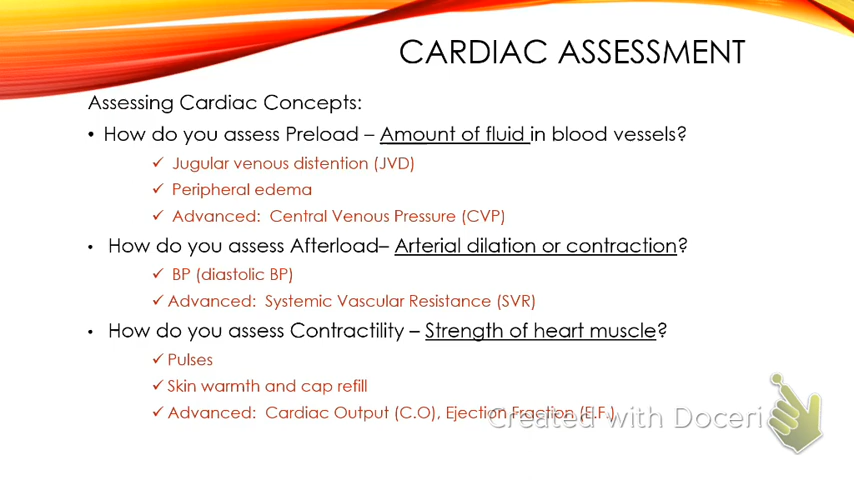 CARDIAC ASSESSMENT
Assessing Cardiac Concepts:
• How do you assess Preload – Amount of fluid in blood vessels?
✓ Jugular venous distention (JVD)
✓ Peripheral edema
✓ Advanced: Central Venous Pressure (CVP)
• How do you assess Afterload– Arterial dilation or contraction?
✓ BP (diastolic BP)
✓ Advanced: Systemic Vascular Resistance (SVR)
• How do you assess Contractility – Strength of heart muscle?
✓ Pulses
✓ Skin warmth and cap refill
✓ Advanced: Cardiac Output (C.O), Ejection Fraction (E.F.)
Created with Doceri